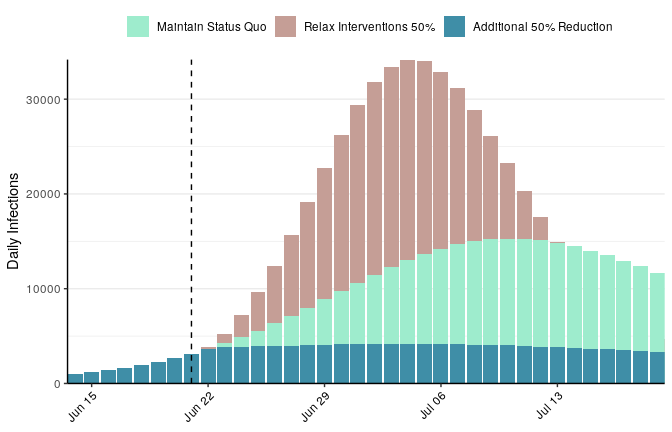 Maintain Status Quo Relax Interventions 50% Additional 50% Reduction
Daily Infections
30000
20000
10000
0
Jun 15 Jun 22 Jun 29 Jul 06 Jul 13